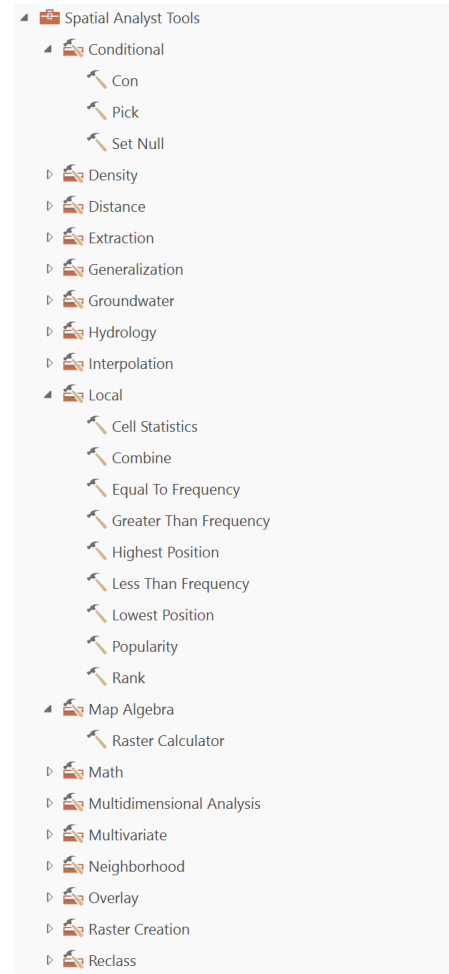 Spatial Analyst Tools
Conditional
Con
Pick
Set Null
Density
Distance
Extraction
Generalization
Groundwater
Hydrology
Interpolation
Local
Cell Statistics
Combine
Equal To Frequency
Greater Than Frequency
Highest Position
Less Than Frequency
Lowest Position
Popularity
Rank
Map Algebra
Raster Calculator
Math
Multidimensional Analysis
Multivariate
Neighborhood
Overlay
Raster Creation
Reclass